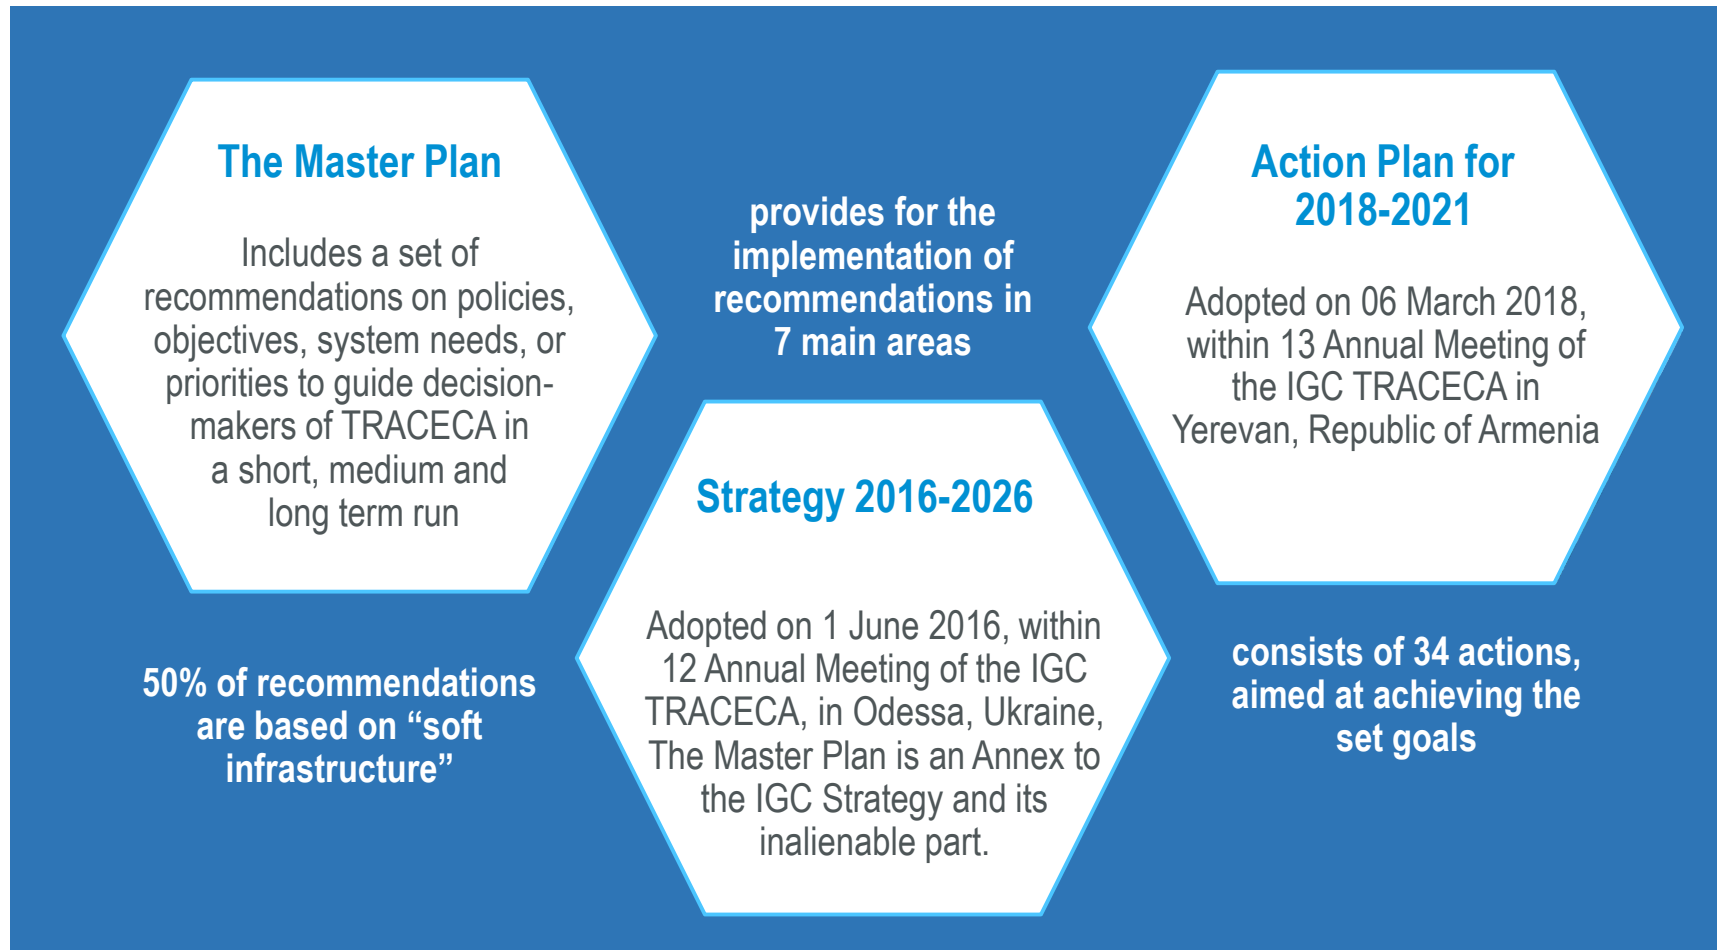 The Master Plan
Includes a set of
recommendations on policies,
objectives, system needs, or
priorities to guide decision-
makers of TRACECA in
a short, medium and
long term run
50% of recommendations
are based on “soft
infrastructure”
provides for the
implementation of
recommendations in
7 main areas
Strategy 2016-2026
Adopted on 1 June 2016, within
12 Annual Meeting of the IGC
TRACECA, in Odessa, Ukraine,
The Master Plan is an Annex to
the IGC Strategy and its
inalienable part.
Action Plan for
2018-2021
Adopted on 06 March 2018,
within 13 Annual Meeting of
the IGC TRACECA in
Yerevan, Republic of Armenia
consists of 34 actions,
aimed at achieving the
set goals